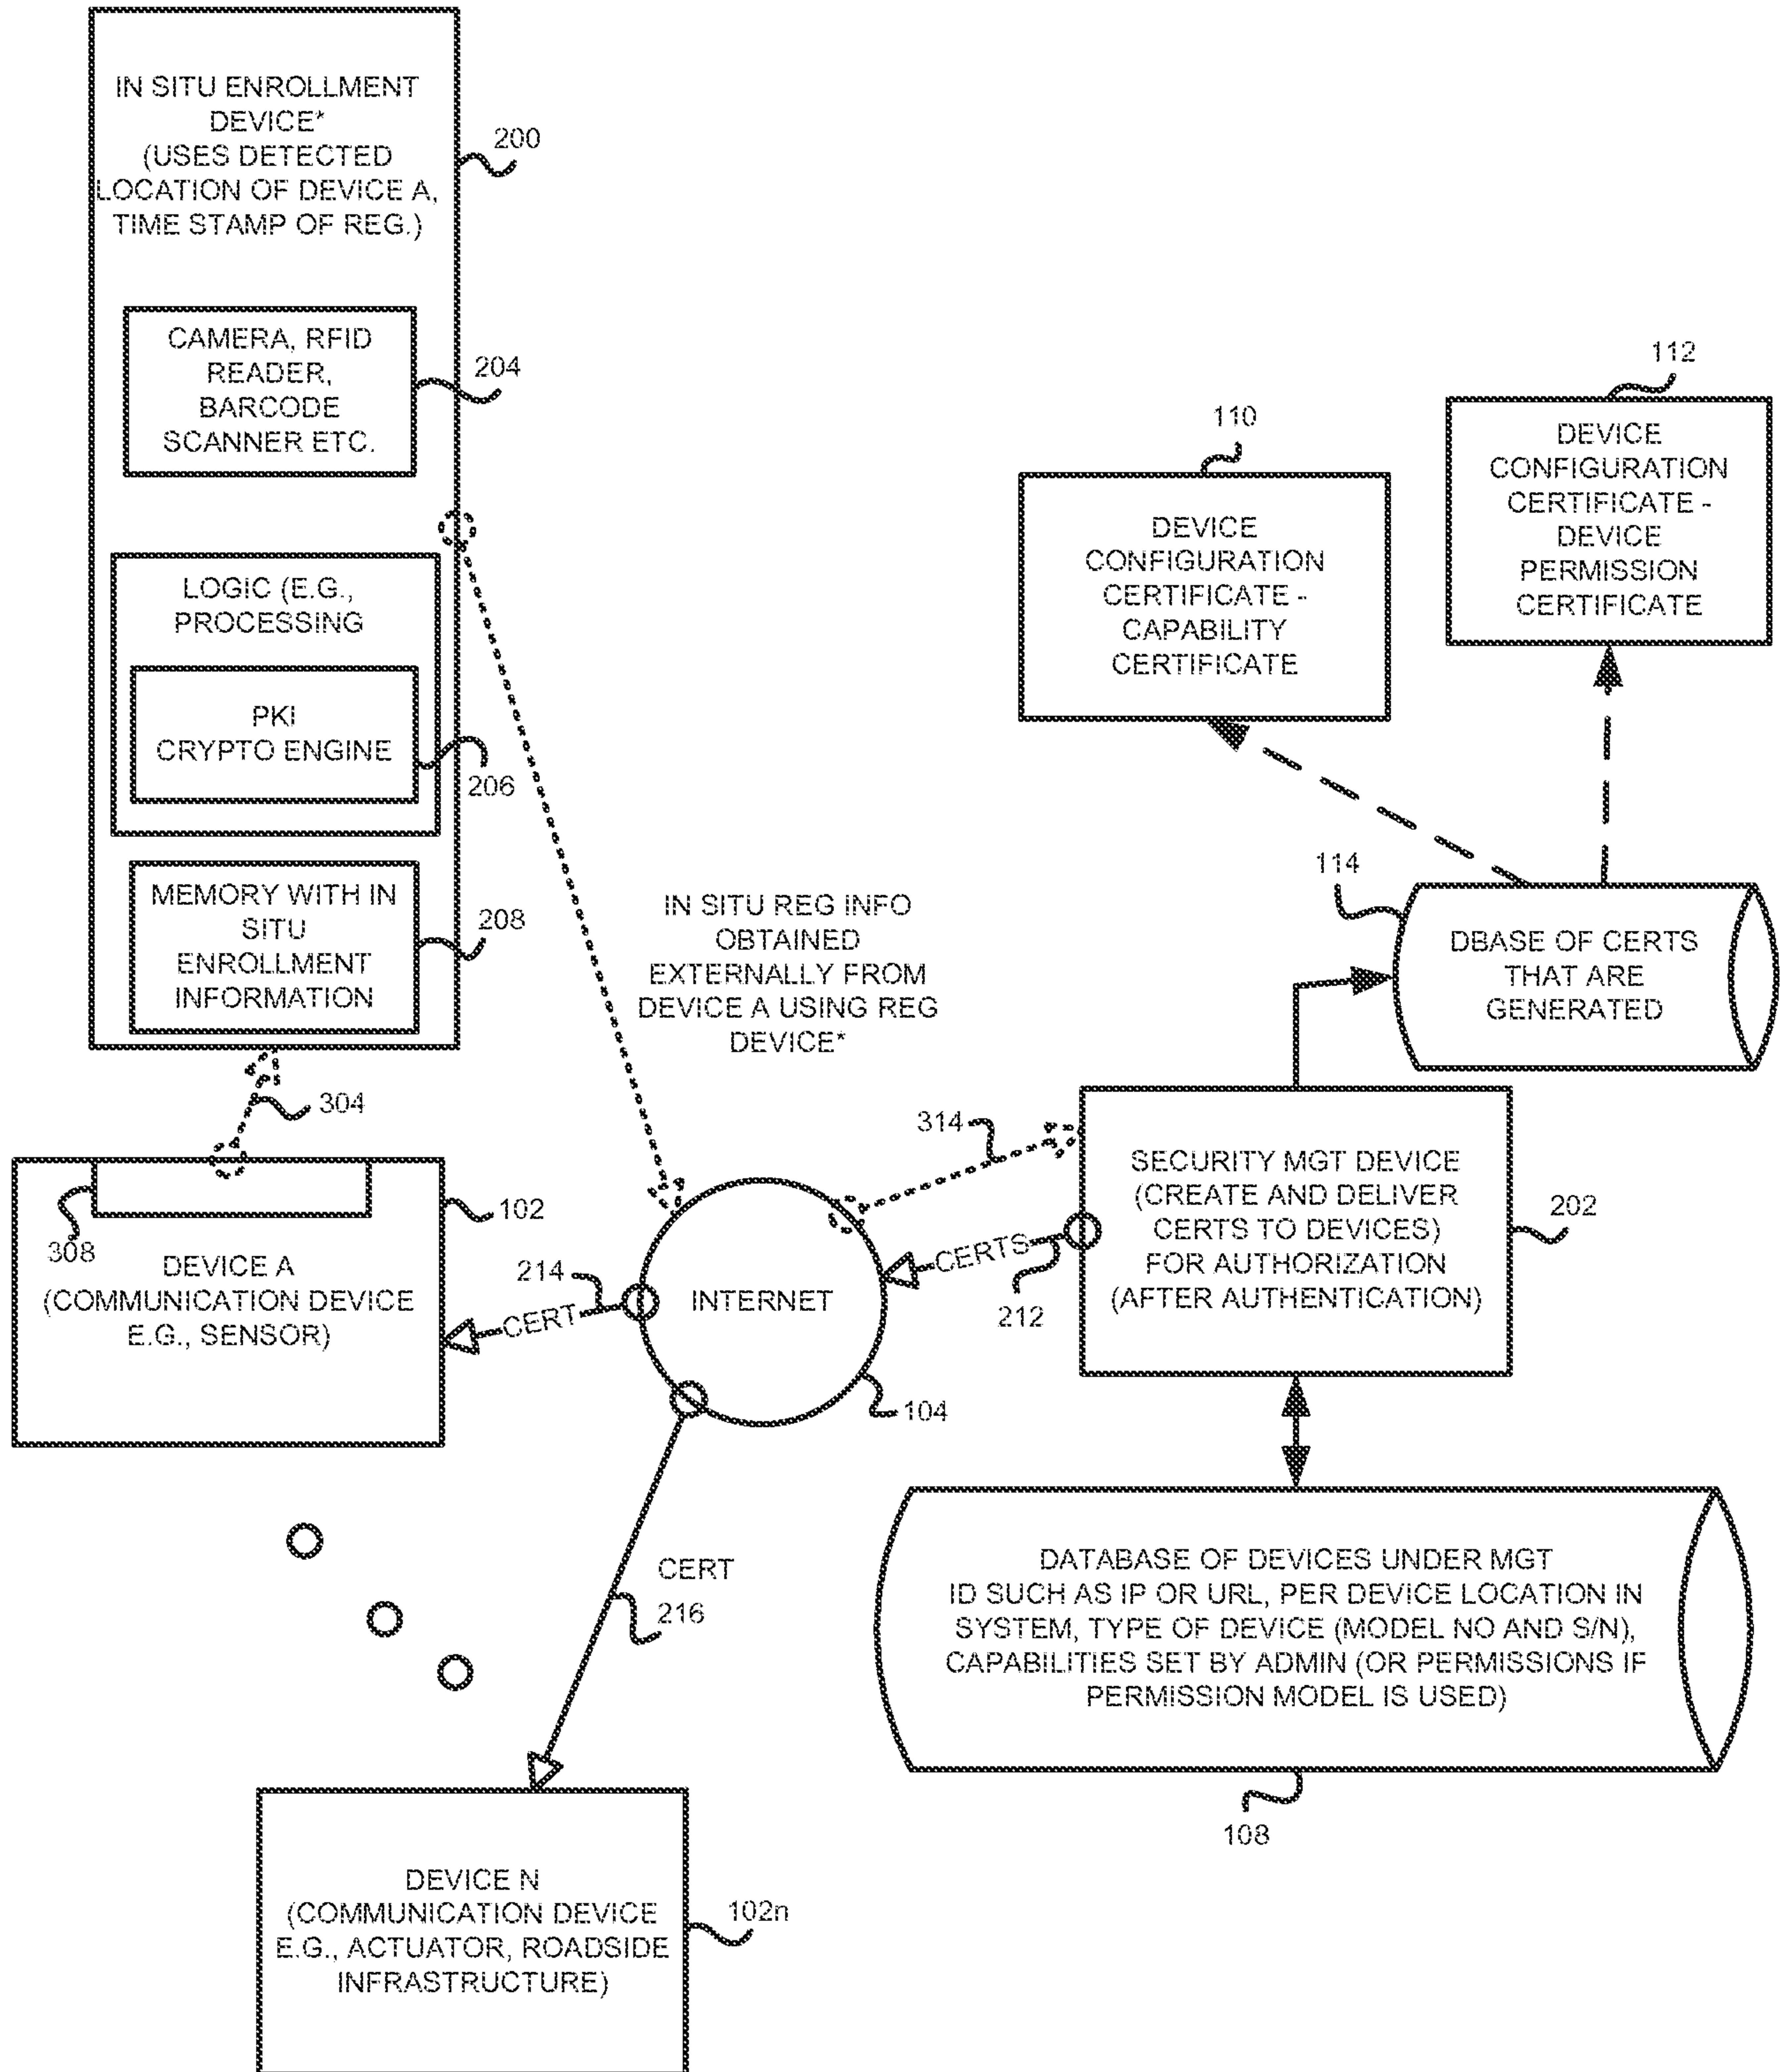 IN SITU ENROLLMENT
DEVICE*
(USES DETECTED
LOCATION OF DEVICE A,
TIME STAMP OF REG.)
200
CAMERA, RFID
READER,
BARCODE
SCANNER ETC.
204
LOGIC (E.G.,
PROCESSING
PKI
CRYPTO ENGINE
206
MEMORY WITH IN
SITU
ENROLLMENT
INFORMATION
208
304
308
102
DEVICE A
(COMMUNICATION DEVICE
E.G., SENSOR)
IN SITU REG INFO
OBTAINED
EXTERNALLY FROM
DEVICE A USING REG
DEVICE*
110
DEVICE
CONFIGURATION
CERTIFICATE -
CAPABILITY
CERTIFICATE
112
DEVICE
CONFIGURATION
CERTIFICATE -
DEVICE
PERMISSION
CERTIFICATE
114
DBASE OF CERTS
THAT ARE
GENERATED
314
SECURITY MGT DEVICE
(CREATE AND DELIVER
CERTS TO DEVICES)
FOR AUTHORIZATION
(AFTER AUTHENTICATION)
202
CERTS
212
214
CERT
INTERNET
104
CERT
216
DATABASE OF DEVICES UNDER MGT
ID SUCH AS IP OR URL, PER DEVICE LOCATION IN
SYSTEM, TYPE OF DEVICE (MODEL NO AND S/N),
CAPABILITIES SET BY ADMIN (OR PERMISSIONS IF
PERMISSION MODEL IS USED)
108
DEVICE N
(COMMUNICATION DEVICE
E.G., ACTUATOR, ROADSIDE
INFRASTRUCTURE)
102n